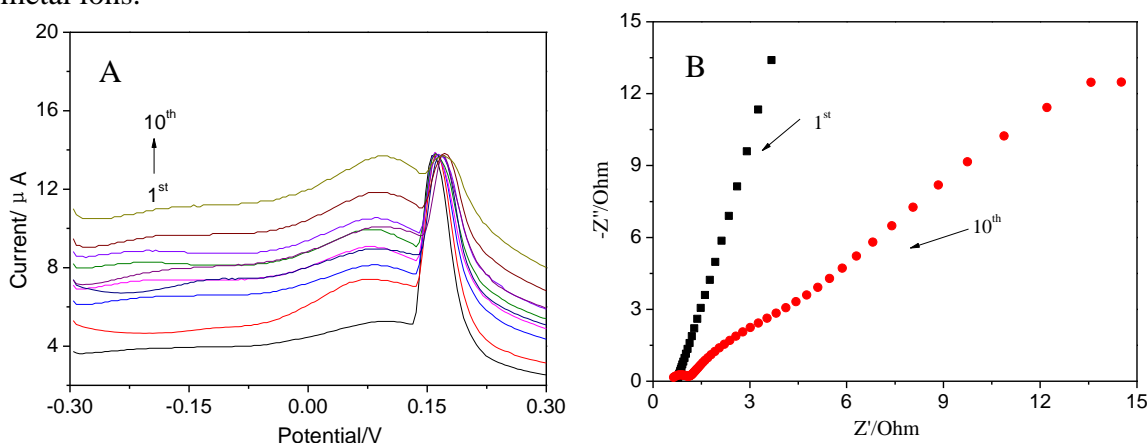 metal ions.
A
20
16
12
8
4
Current/ μ A
10th
1st
-0.30
-0.15
0.00
0.15
0.30
Potential/V
B
15
12
9
6
3
0
-Z"/Ohm
1st
10th
0
3
6
9
12
15
Z'/Ohm